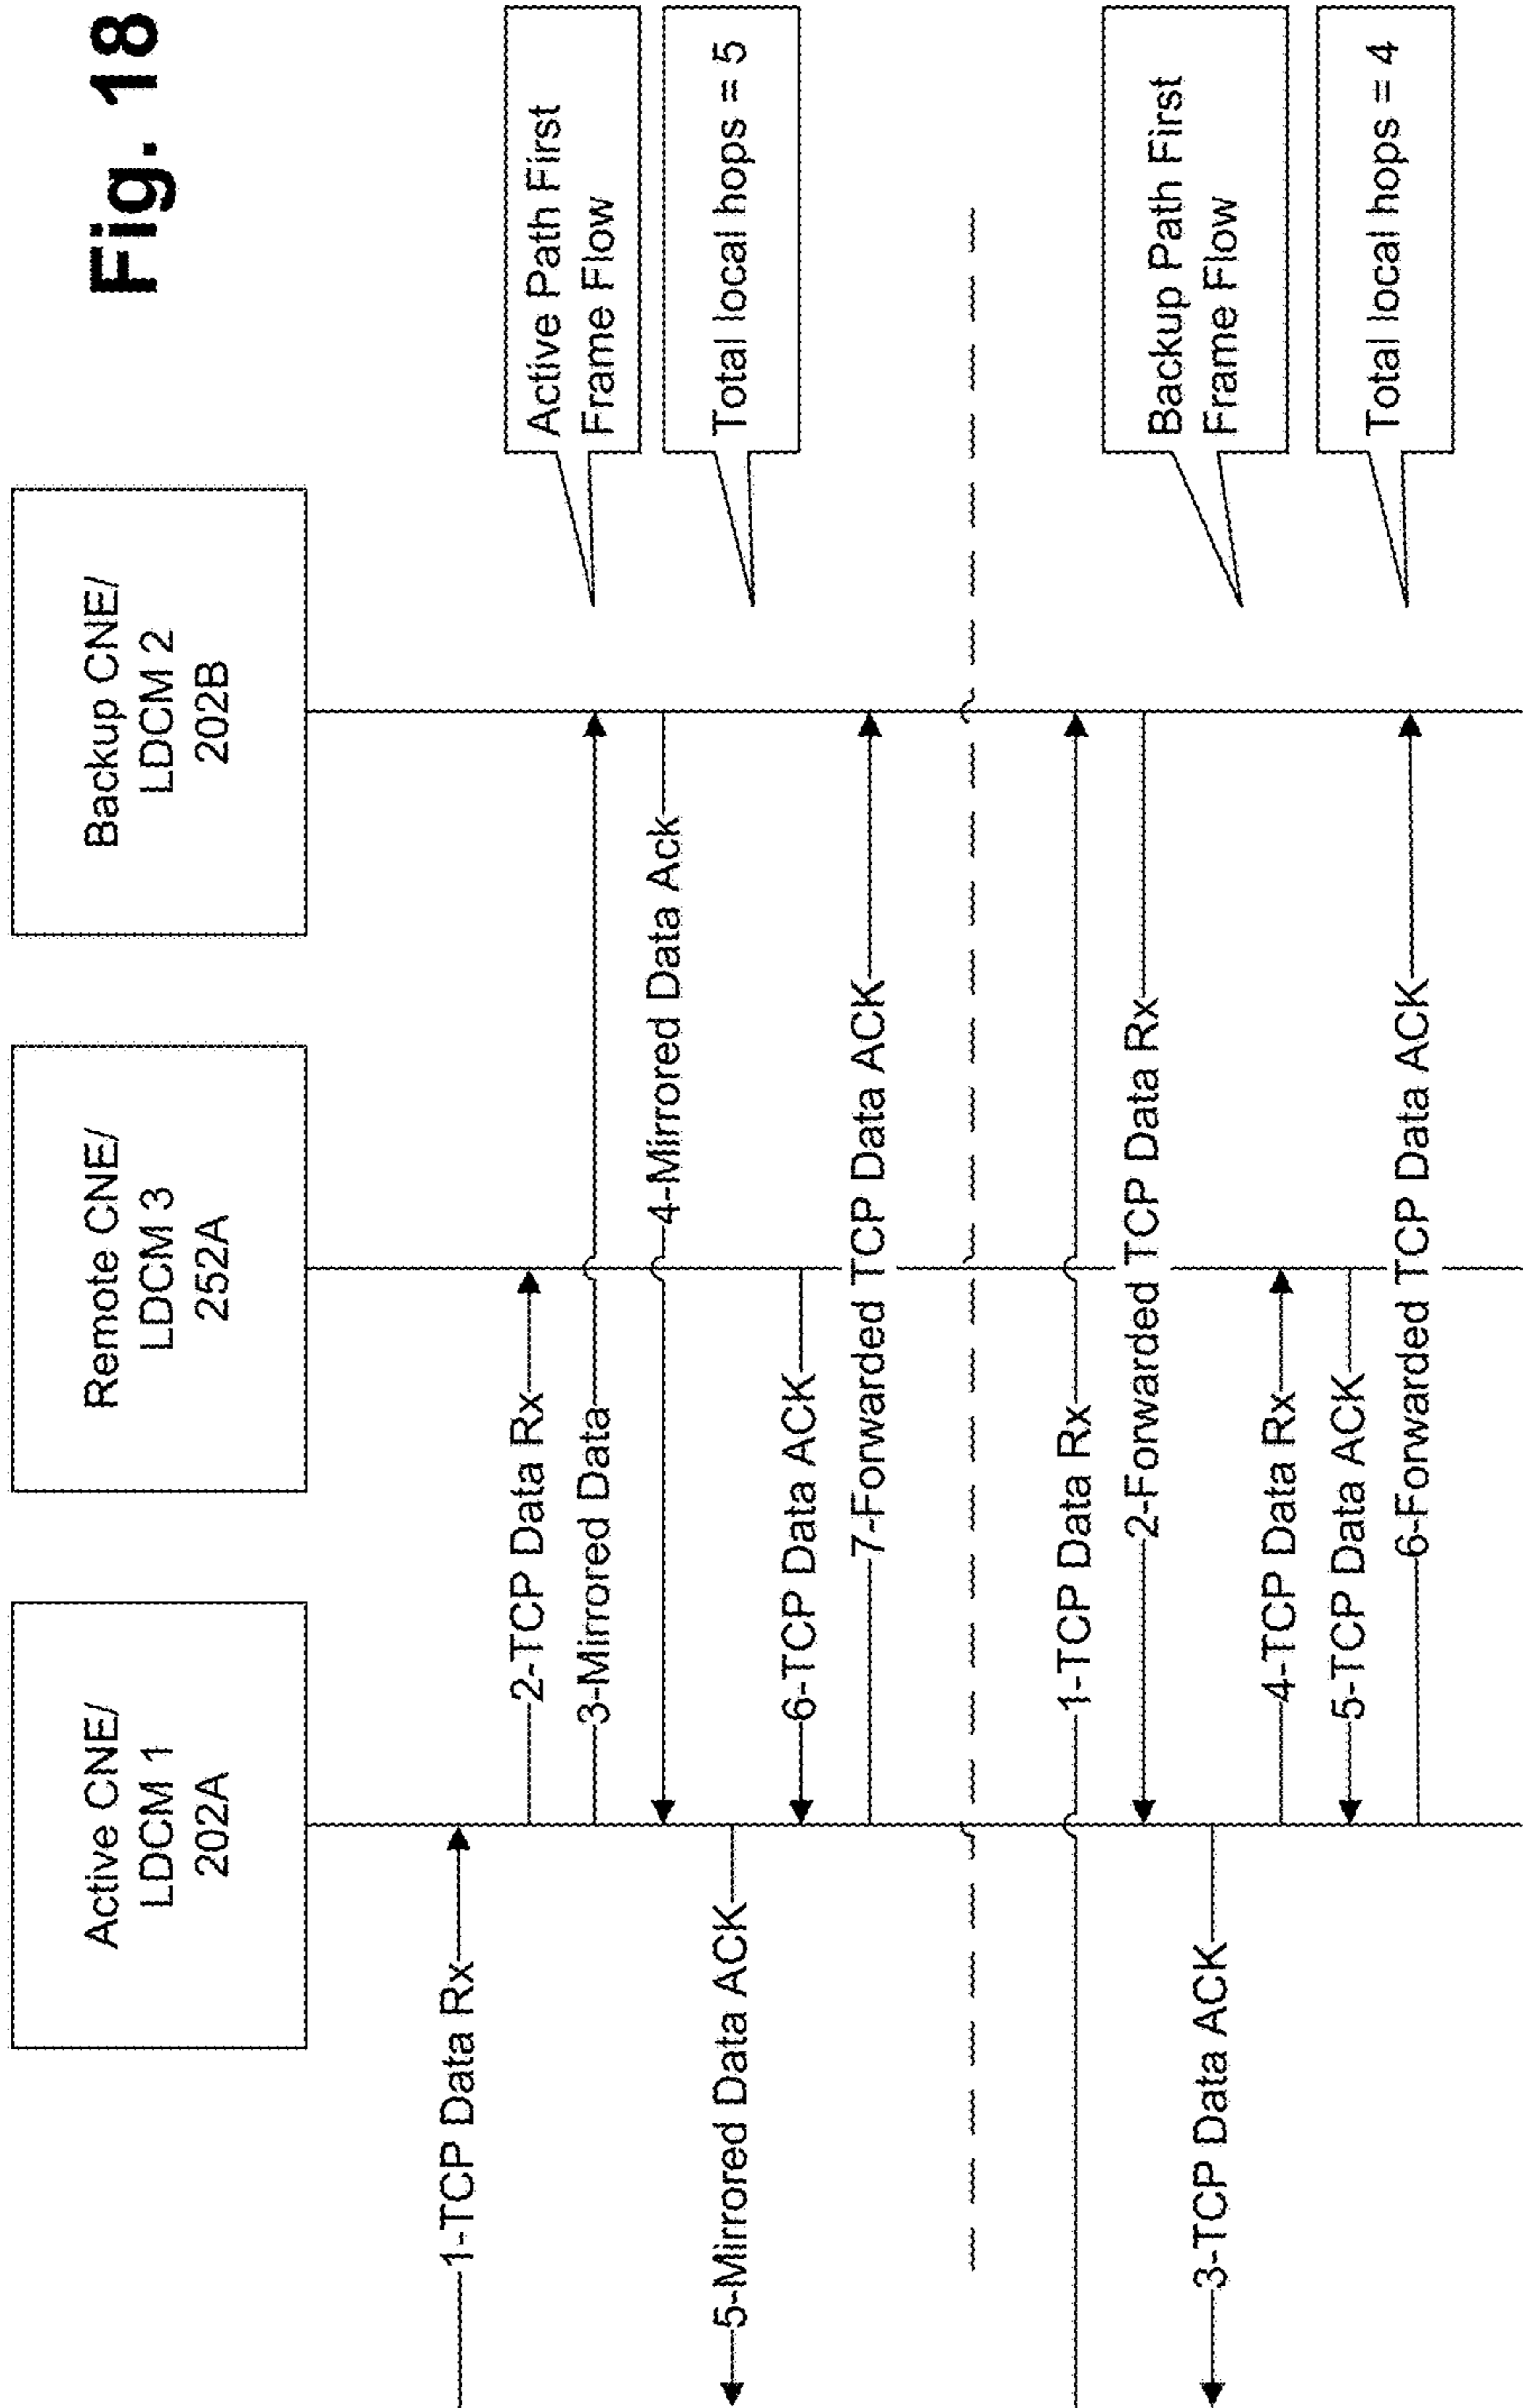 Fig. 18
Active CNE/
LDCM 1
202A
Remote CNE/
LDCM 3
252A
Backup CNE/
LDCM 2
202B
1-TCP Data Rx
2-TCP Data Rx
3-Mirrored Data
4-Mirrored Data Ack
5-Mirrored Data ACK
6-TCP Data ACK
7-Forwarded TCP Data ACK
Active Path First
Frame Flow
Total local hops = 5
1-TCP Data Rx
2-Forwarded TCP Data Rx
3-TCP Data ACK
4-TCP Data Rx
5-TCP Data ACK
6-Forwarded TCP Data ACK
Backup Path First
Frame Flow
Total local hops = 4